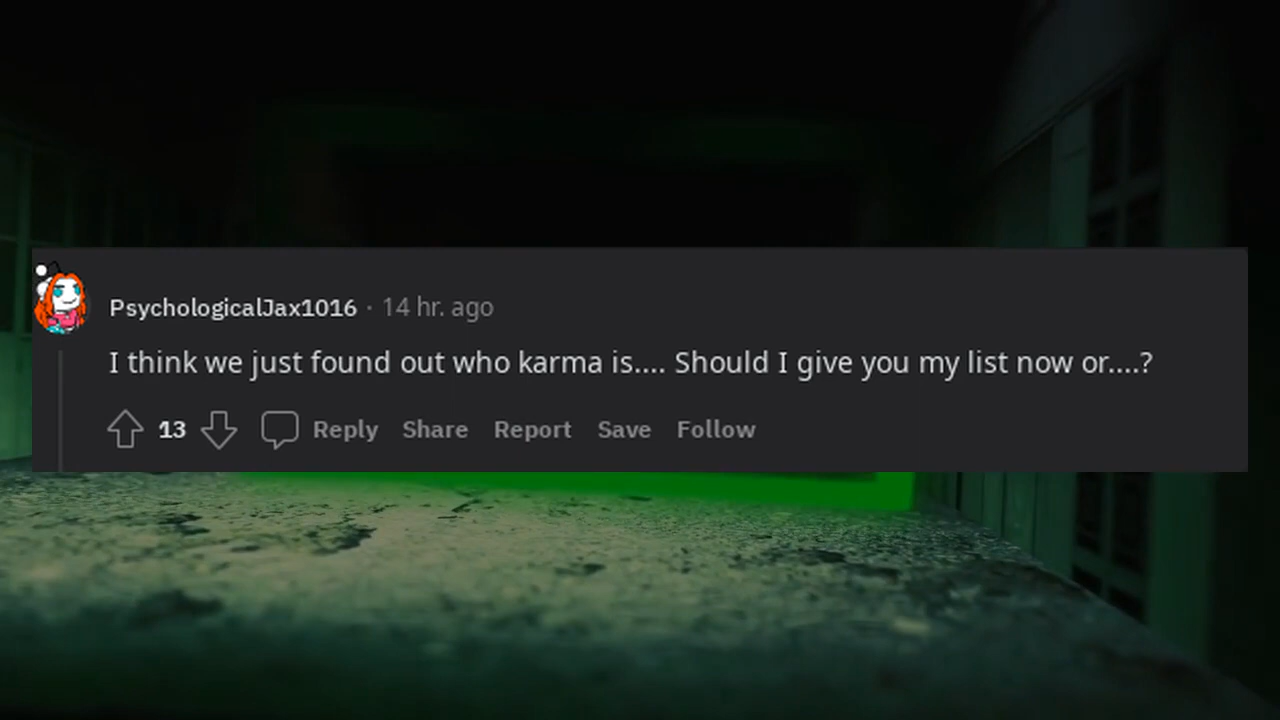 PsychologicalJax1016 · 14 hr. ago
I think we just found out who karma is.... Should I give you my list now or....?
13 Reply Share Report Save Follow